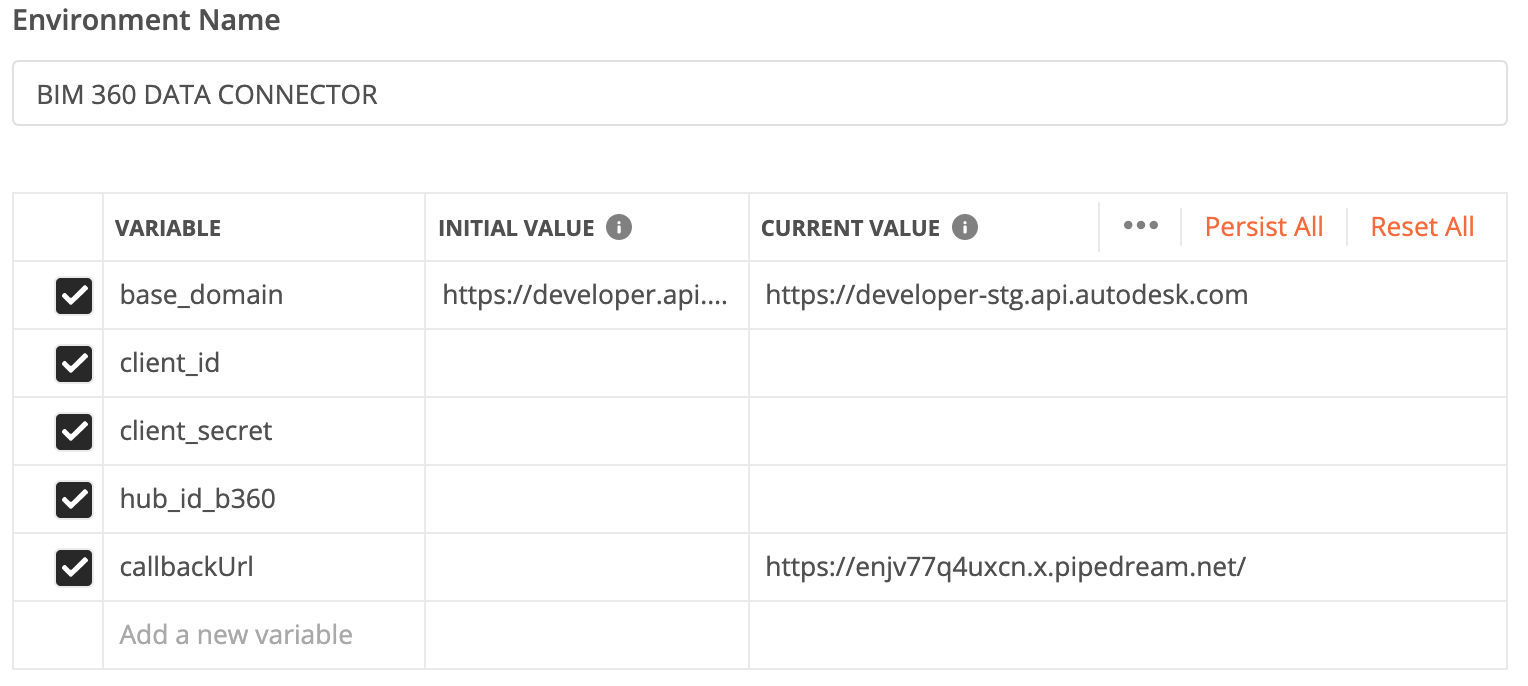 Environment Name
BIM 360 DATA CONNECTOR
VARIABLE INITIAL VALUE i CURRENT VALUE i ••• Persist All Reset All
base_domain https://developer.api.... https://developer-stg.api.autodesk.com
client_id
client_secret
hub_id_b360
callbackUrl https://enjv77q4uxcn.x.pipedream.net/
Add a new variable